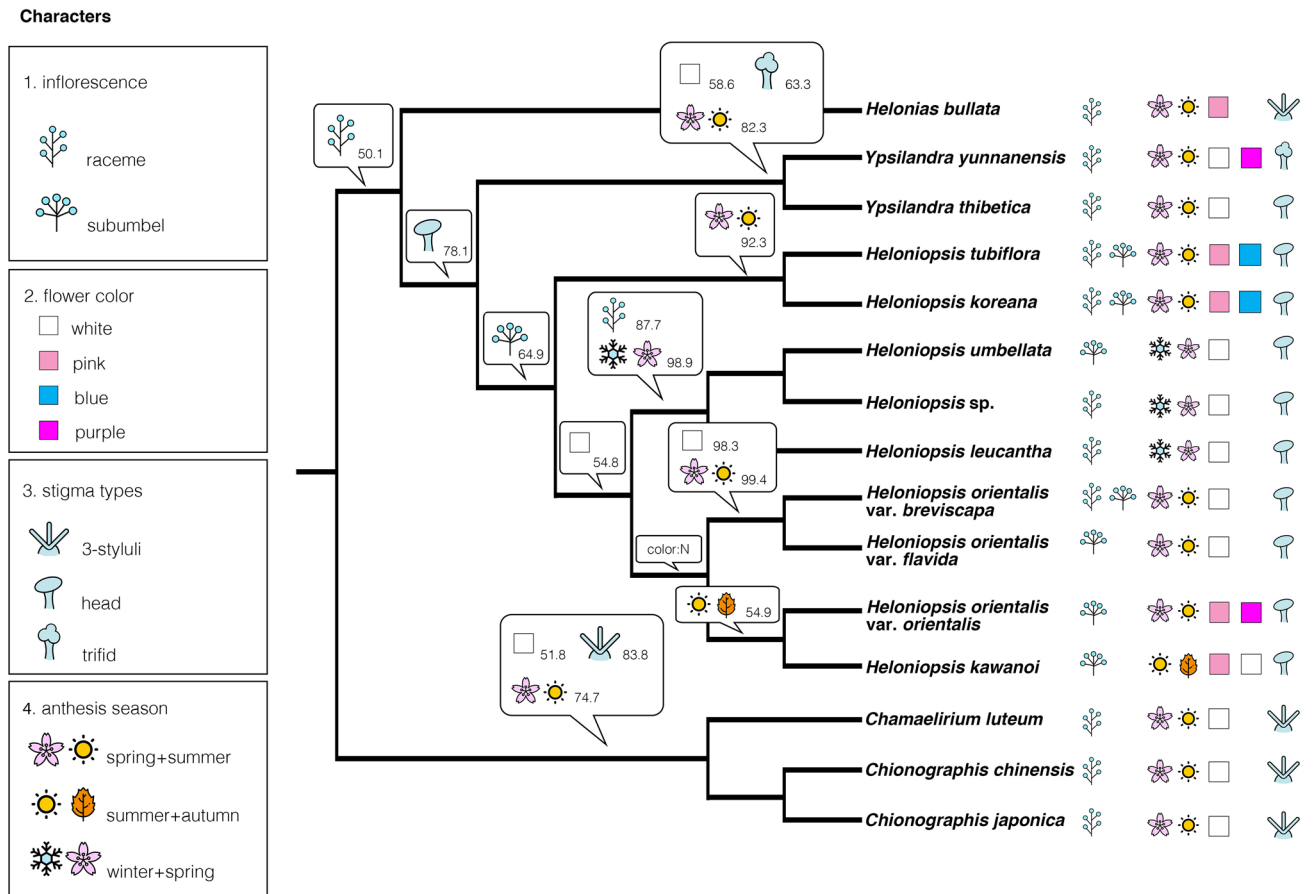 Characters
1. inflorescence
raceme
subumbel
2. flower color
white
pink
blue
purple
3. stigma types
3-styluli
head
trifid
4. anthesis season
spring+summer
summer+autumn
winter+spring
50.1
58.6
63.3
82.3
78.1
92.3
64.9
87.7
98.9
54.8
98.3
99.4
color:N
54.9
51.8
83.8
74.7
Helonias bullata
Ypsilandra yunnanensis
Ypsilandra thibetica
Heloniopsis tubiflora
Heloniopsis koreana
Heloniopsis umbellata
Heloniopsis sp.
Heloniopsis leucantha
Heloniopsis orientalis
var. breviscapa
Heloniopsis orientalis
var. flavida
Heloniopsis orientalis
var. orientalis
Heloniopsis kawanoi
Chamaelirium luteum
Chionographis chinensis
Chionographis japonica